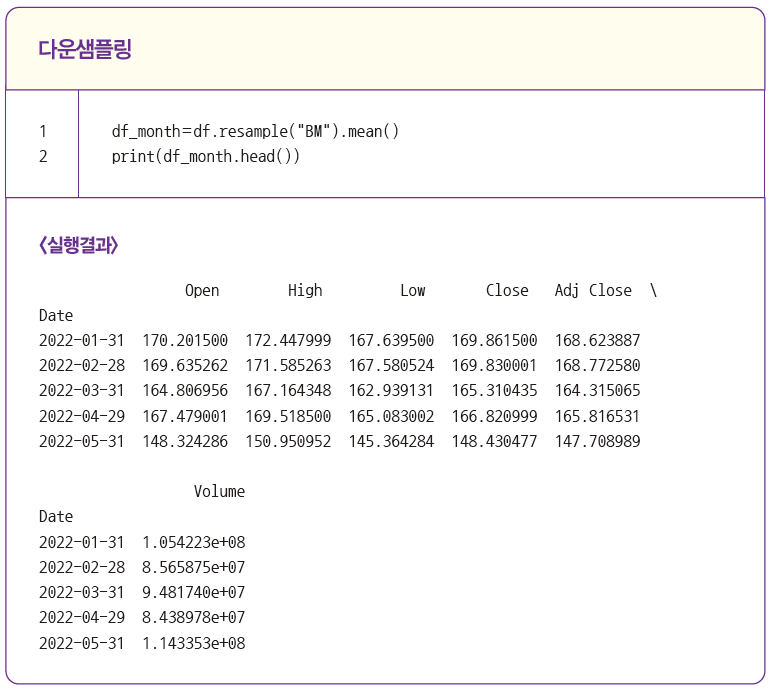 다운샘플링
1 df_month=df.resample("BM").mean()
2 print(df_month.head())
<실행결과>
Open High Low Close Adj Close \
Date
2022-01-31 170.201500 172.447999 167.639500 169.861500 168.623887
2022-02-28 169.635262 171.585263 167.580524 169.830001 168.772580
2022-03-31 164.806956 167.164348 162.939131 165.310435 164.315065
2022-04-29 167.479001 169.518500 165.083002 166.820999 165.816531
2022-05-31 148.324286 150.950952 145.364284 148.430477 147.708989
Volume
Date
2022-01-31 1.054223e+08
2022-02-28 8.565875e+07
2022-03-31 9.481740e+07
2022-04-29 8.438978e+07
2022-05-31 1.143353e+08